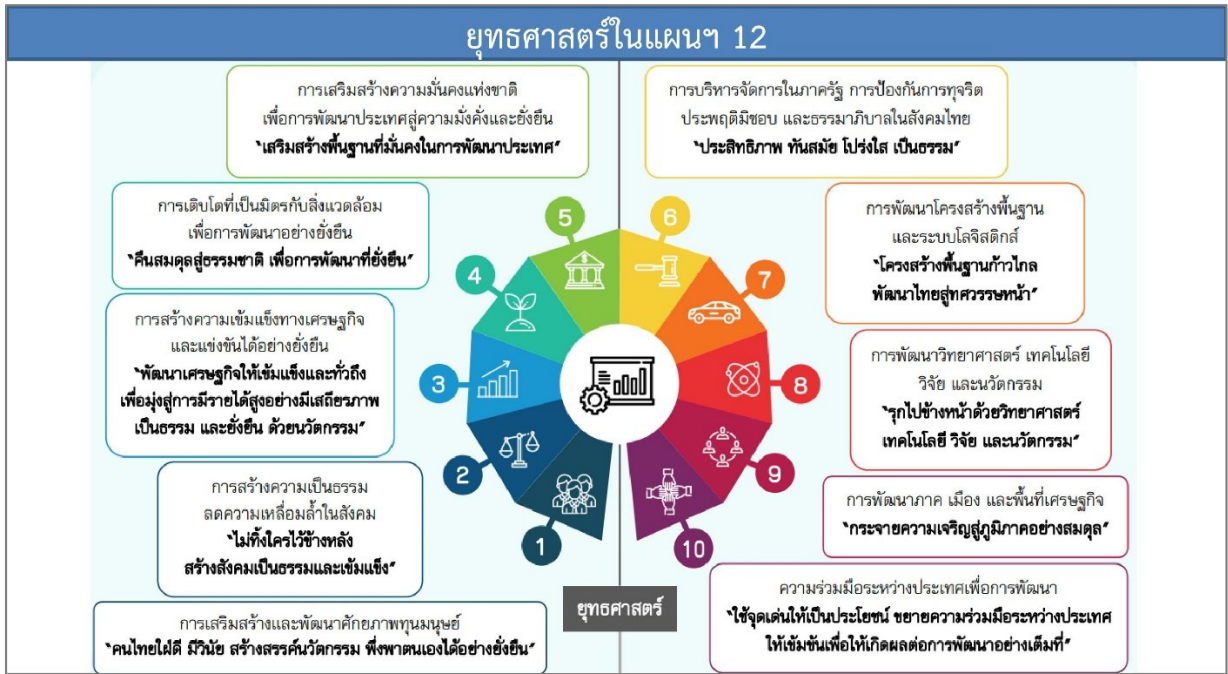 ยุทธศาสตร์ในแผนฯ 12
การเสริมสร้างความมั่นคงแห่งชาติ
เพื่อการพัฒนาประเทศสู่ความมั่งคั่งและยั่งยืน
"เสริมสร้างพื้นฐานที่มั่นคงในการพัฒนาประเทศ"
การบริหารจัดการในภาครัฐ การป้องกันการทุจริต
ประพฤติมิชอบ และธรรมาภิบาลในสังคมไทย
"ประสิทธิภาพ ทันสมัย โปร่งใส เป็นธรรม"
การเติบโตที่เป็นมิตรกับสิ่งแวดล้อม
เพื่อการพัฒนาอย่างยั่งยืน
"คืนสมดุลสู่ธรรมชาติ เพื่อการพัฒนาที่ยั่งยืน"
การพัฒนาโครงสร้างพื้นฐาน
และระบบโลจิสติกส์
"โครงสร้างพื้นฐานก้าวไกล
พัฒนาไทยสู่ทศวรรษหน้า"
การสร้างความเข้มแข็งทางเศรษฐกิจ
และแข่งขันได้อย่างยั่งยืน
"พัฒนาเศรษฐกิจให้เข้มแข็งและทั่วถึง
เพื่อมุ่งสู่การมีรายได้สูงอย่างมีเสถียรภาพ
เป็นธรรม และยั่งยืน ด้วยนวัตกรรม"
การพัฒนาวิทยาศาสตร์ เทคโนโลยี
วิจัย และนวัตกรรม
"รุกไปข้างหน้าด้วยวิทยาศาสตร์
เทคโนโลยี วิจัย และนวัตกรรม"
การสร้างความเป็นธรรม
ลดความเหลื่อมล้ำในสังคม
"ไม่ทิ้งใครไว้ข้างหลัง
สร้างสังคมเป็นธรรมและเข้มแข็ง"
การพัฒนาภาค เมือง และพื้นที่เศรษฐกิจ
"กระจายความเจริญสู่ภูมิภาคอย่างสมดุล"
การเสริมสร้างและพัฒนาศักยภาพทุนมนุษย์
"คนไทยใฝ่ดี มีวินัย สร้างสรรค์นวัตกรรม พึ่งพาตนเองได้อย่างยั่งยืน"
ความร่วมมือระหว่างประเทศเพื่อการพัฒนา
"ใช้จุดเด่นให้เป็นประโยชน์ ขยายความร่วมมือระหว่างประเทศ
ให้เข้มข้นเพื่อให้เกิดผลต่อการพัฒนาอย่างเต็มที่"
5
6
4
7
3
8
2
9
1
10
ยุทธศาสตร์